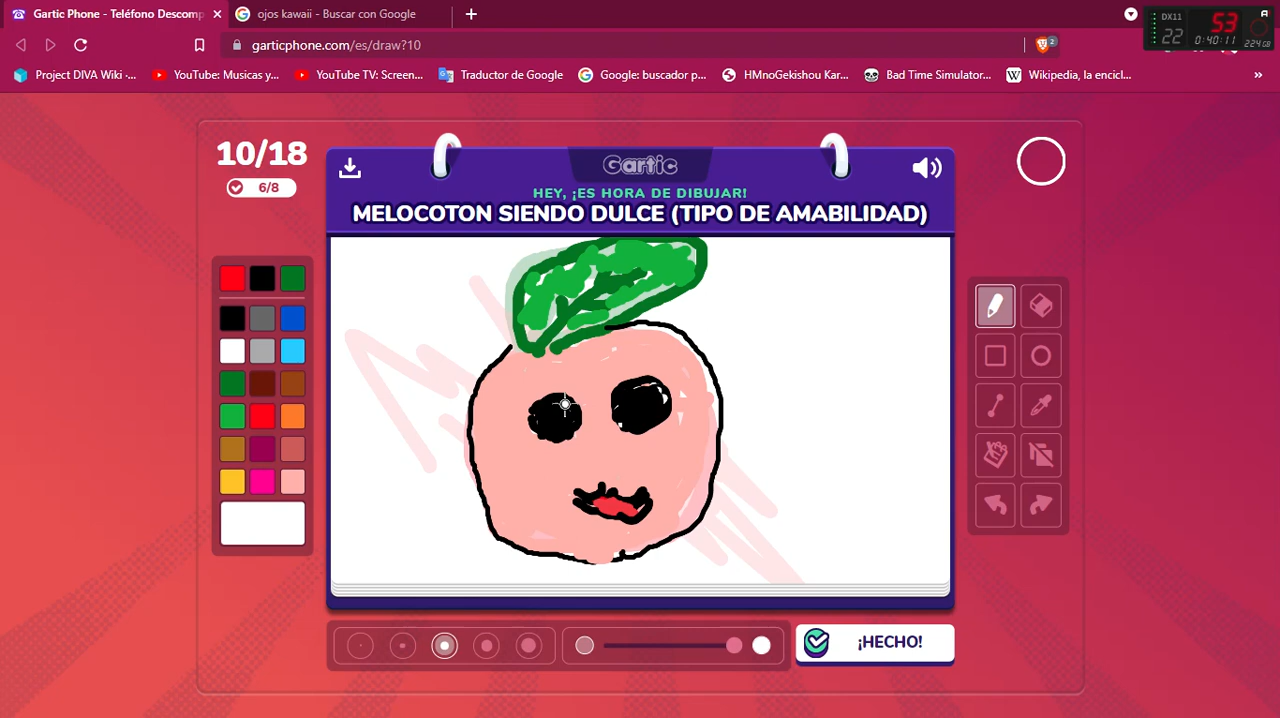 Gartic Phone - Teléfono Descomp
ojos kawaii - Buscar con Google
garticphone.com/es/draw?10
2
DX11
22
53
0:40:11
224GB
Project DIVA Wiki -...
YouTube: Musicas y...
YouTube TV: Screen...
Traductor de Google
Google: buscador p...
HMnoGekishou Kar...
Bad Time Simulator...
Wikipedia, la encicl...
»
10/18
6/8
Gartic
HEY, ¡ES HORA DE DIBUJAR!
MELOCOTON SIENDO DULCE (TIPO DE AMABILIDAD)
¡HECHO!